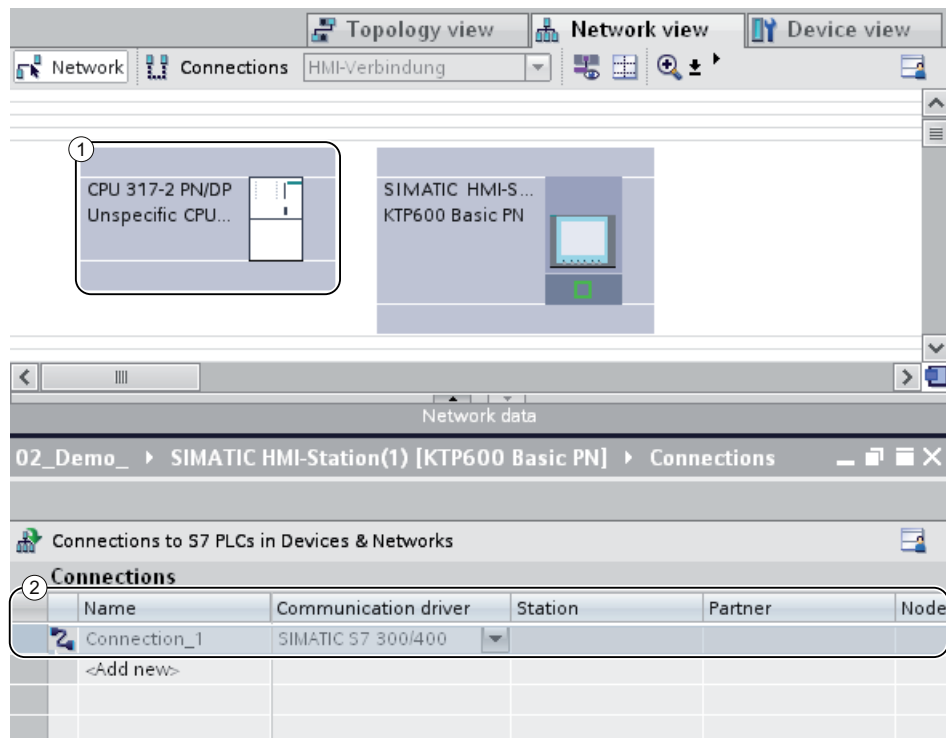 Topology view Network view Device view
Network Connections HMI-Verbindung
1
CPU 317-2 PN/DP
Unspecific CPU...
SIMATIC HMI-S...
KTP600 Basic PN
Network data
02_Demo_ SIMATIC HMI-Station(1) [KTP600 Basic PN] Connections
Connections to S7 PLCs in Devices & Networks
Connections
2
Name Communication driver Station Partner Node
Connection_1 SIMATIC S7 300/400
<Add new>